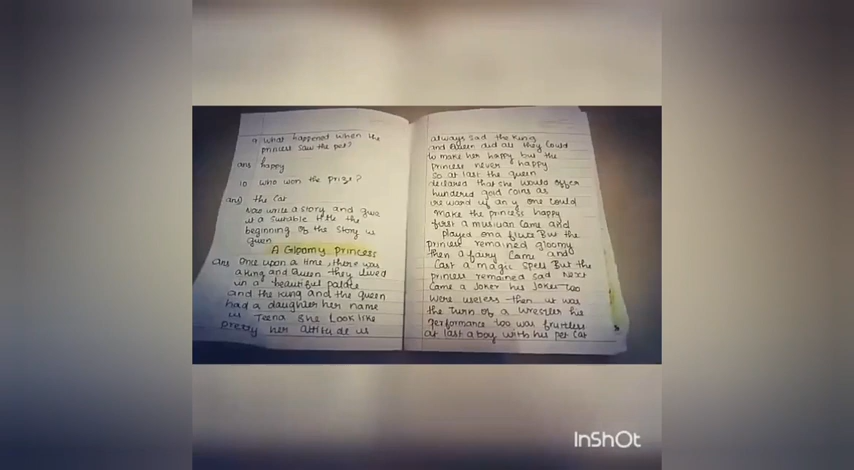 9 What happened when the
princess saw the pet?
ans happy
10 who won the prize?
ans) the cat
Now write a story and give
it a suitable title the
beginning of the story is
given
A Gloomy Princess
ans once upon a time, there was
a king and Queen they lived
in a beautiful palace
and the king and the queen
had a daughter her name
is Teena she Look like
pretty her attitude is
always sad the king
and Queen did all they could
to make her happy but the
princess never happy
so at last the queen
declared that she would offer
hundered gold coins as
reward if any one could
make the princess happy
first a musician came and
played on a flute But the
princess remained gloomy
then a fairy came and
cast a magic spell But the
princess remained sad next
came a Joker his Jokes too
were useless then it was
the turn of a wrestler his
performance too was fruitless
at last a boy with his pet cat
InShOt